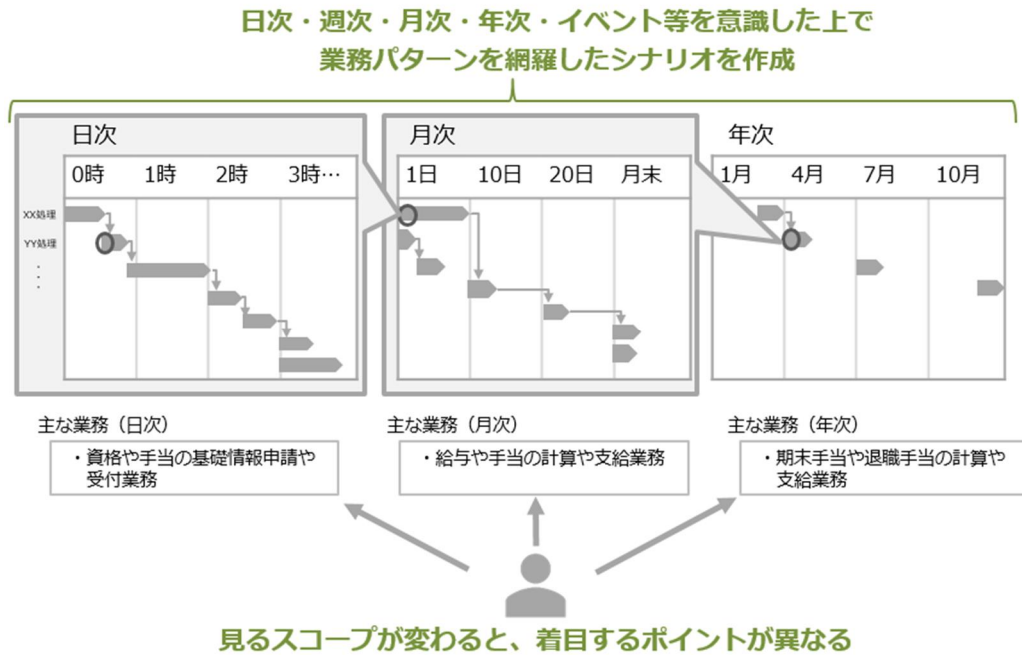 日次・週次・月次・年次・イベント等を意識した上で
業務パターンを網羅したシナリオを作成
日次
0時 1時 2時 3時…
XX処理
YY処理
・
・
・
月次
1日 10日 20日 月末
年次
1月 4月 7月 10月
主な業務（日次）
・資格や手当の基礎情報申請や
受付業務
主な業務（月次）
・給与や手当の計算や支給業務
主な業務（年次）
・期末手当や退職手当の計算や
支給業務
見るスコープが変わると、着目するポイントが異なる